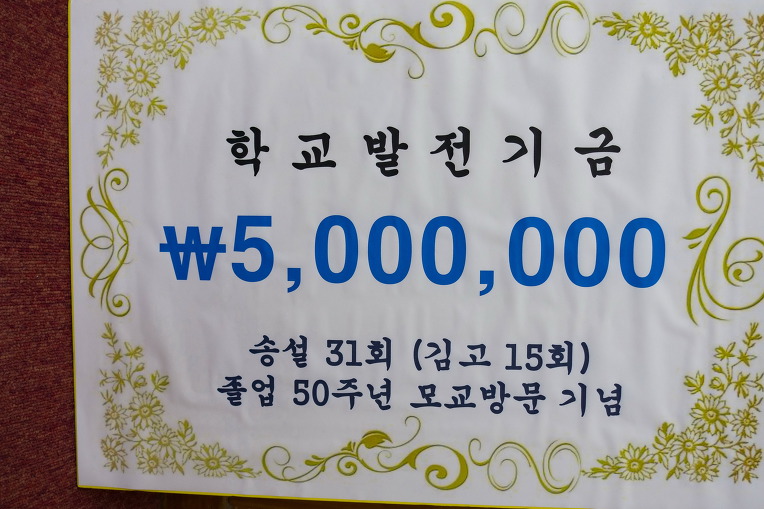 학교발전기금
₩5,000,000
송설 31회 (김고 15회)
졸업 50주년 모교방문 기념